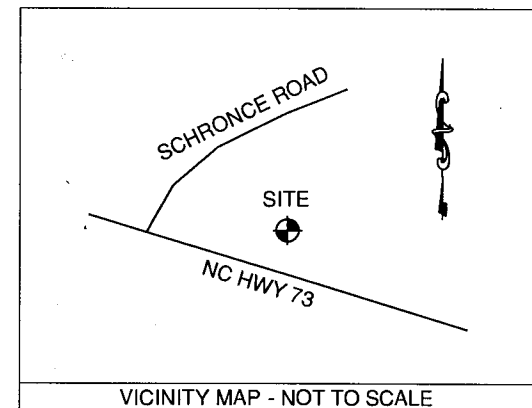 SCHRONCE ROAD
SITE
NC HWY 73
VICINITY MAP - NOT TO SCALE